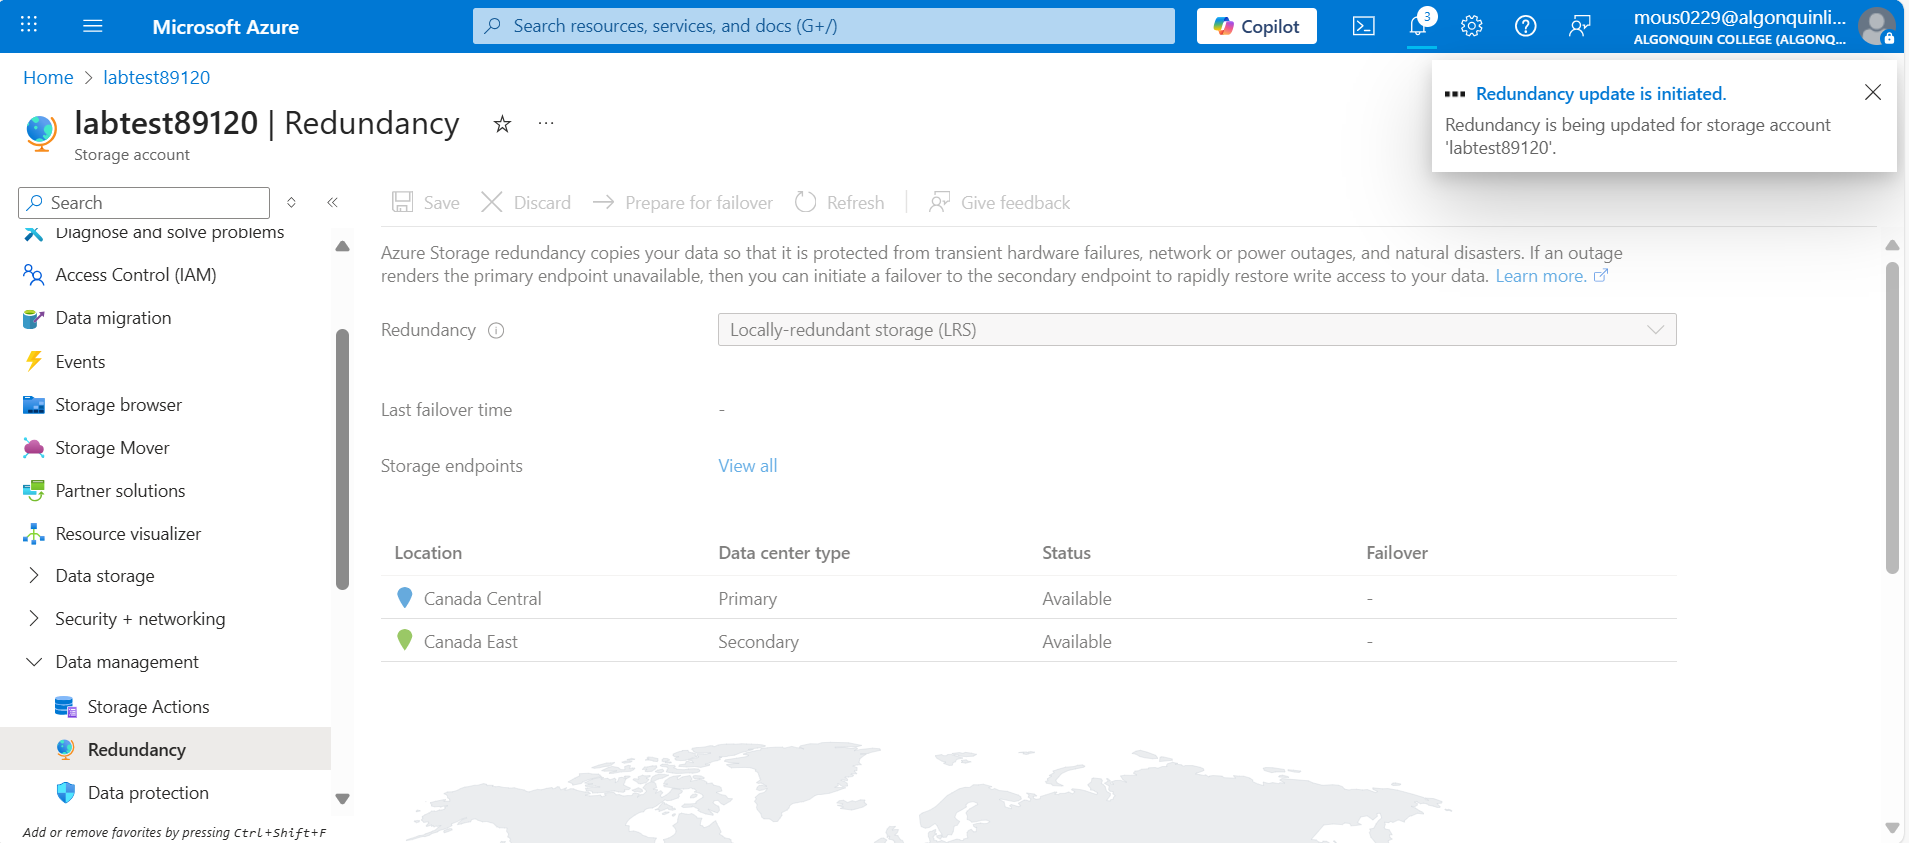 Microsoft Azure
Search resources, services, and docs (G+/)
Copilot
3
mous0229@algonquinli...
ALGONQUIN COLLEGE (ALGONQ...
Home > labtest89120
labtest89120 | Redundancy
Storage account
Redundancy update is initiated.
Redundancy is being updated for storage account
'labtest89120'.
Search
Diagnose and solve problems
Access Control (IAM)
Data migration
Events
Storage browser
Storage Mover
Partner solutions
Resource visualizer
Data storage
Security + networking
Data management
Storage Actions
Redundancy
Data protection
Add or remove favorites by pressing Ctrl+Shift+F
Save Discard Prepare for failover Refresh Give feedback
Azure Storage redundancy copies your data so that it is protected from transient hardware failures, network or power outages, and natural disasters. If an outage
renders the primary endpoint unavailable, then you can initiate a failover to the secondary endpoint to rapidly restore write access to your data. Learn more.
Redundancy Locally-redundant storage (LRS)
Last failover time -
Storage endpoints View all
Location Data center type Status Failover
Canada Central Primary Available -
Canada East Secondary Available -